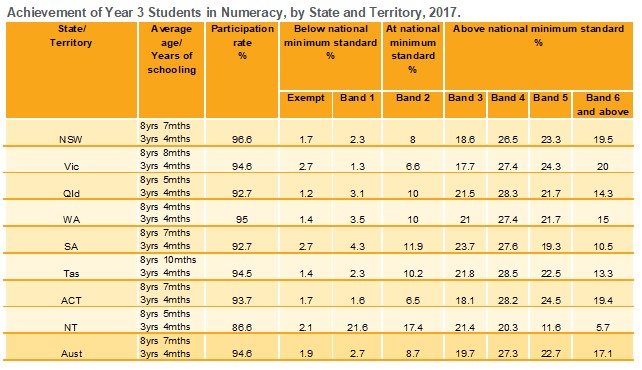 Achievement of Year 3 Students in Numeracy, by State and Territory, 2017.
State/ Territory Average age/ Years of schooling Participation rate % Below national minimum standard % At national minimum standard % Above national minimum standard %
Exempt Band 1 Band 2 Band 3 Band 4 Band 5 Band 6 and above
NSW 8yrs 7mths 3yrs 4mths 96.6 1.7 2.3 8 18.6 26.5 23.3 19.5
Vic 8yrs 8mths 3yrs 4mths 94.6 2.7 1.3 6.6 17.7 27.4 24.3 20
Qld 8yrs 5mths 3yrs 4mths 92.7 1.2 3.1 10 21.5 28.3 21.7 14.3
WA 8yrs 4mths 3yrs 4mths 95 1.4 3.5 10 21 27.4 21.7 15
SA 8yrs 7mths 3yrs 4mths 92.7 2.7 4.3 11.9 23.7 27.6 19.3 10.5
Tas 8yrs 10mths 3yrs 4mths 94.5 1.4 2.3 10.2 21.8 28.5 22.5 13.3
ACT 8yrs 7mths 3yrs 4mths 93.7 1.7 1.6 6.5 18.1 28.2 24.5 19.4
NT 8yrs 5mths 3yrs 4mths 86.6 2.1 21.6 17.4 21.4 20.3 11.6 5.7
Aust 8yrs 7mths 3yrs 4mths 94.6 1.9 2.7 8.7 19.7 27.3 22.7 17.1